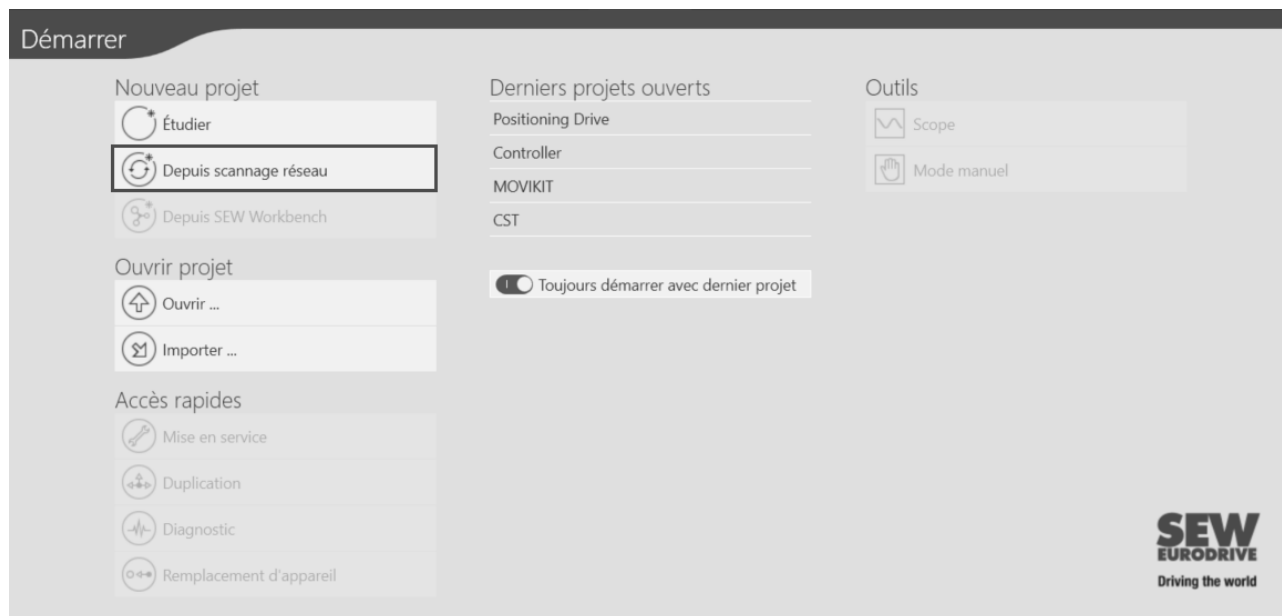 Démarrer
Nouveau projet
Étudier
Depuis scannage réseau
Depuis SEW Workbench
Ouvrir projet
Ouvrir ...
Importer ...
Accès rapides
Mise en service
Duplication
Diagnostic
Remplacement d'appareil
Derniers projets ouverts
Positioning Drive
Controller
MOVIKIT
CST
Toujours démarrer avec dernier projet
Outils
Scope
Mode manuel
SEW
EURODRIVE
Driving the world